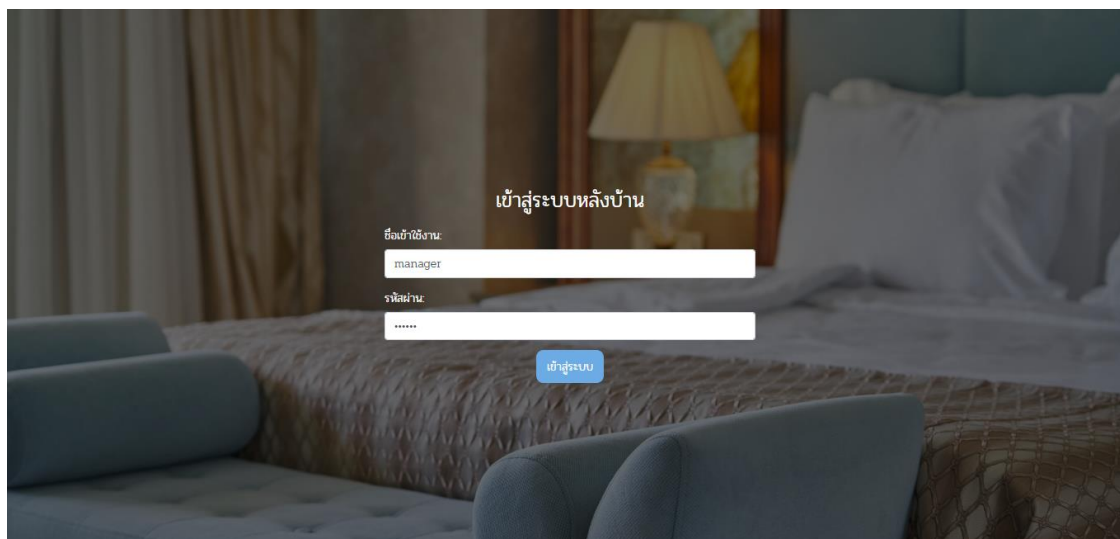 เข้าสู่ระบบหลังบ้าน
ชื่อเข้าใช้งาน:
manager
รหัสผ่าน:
••••••
เข้าสู่ระบบ